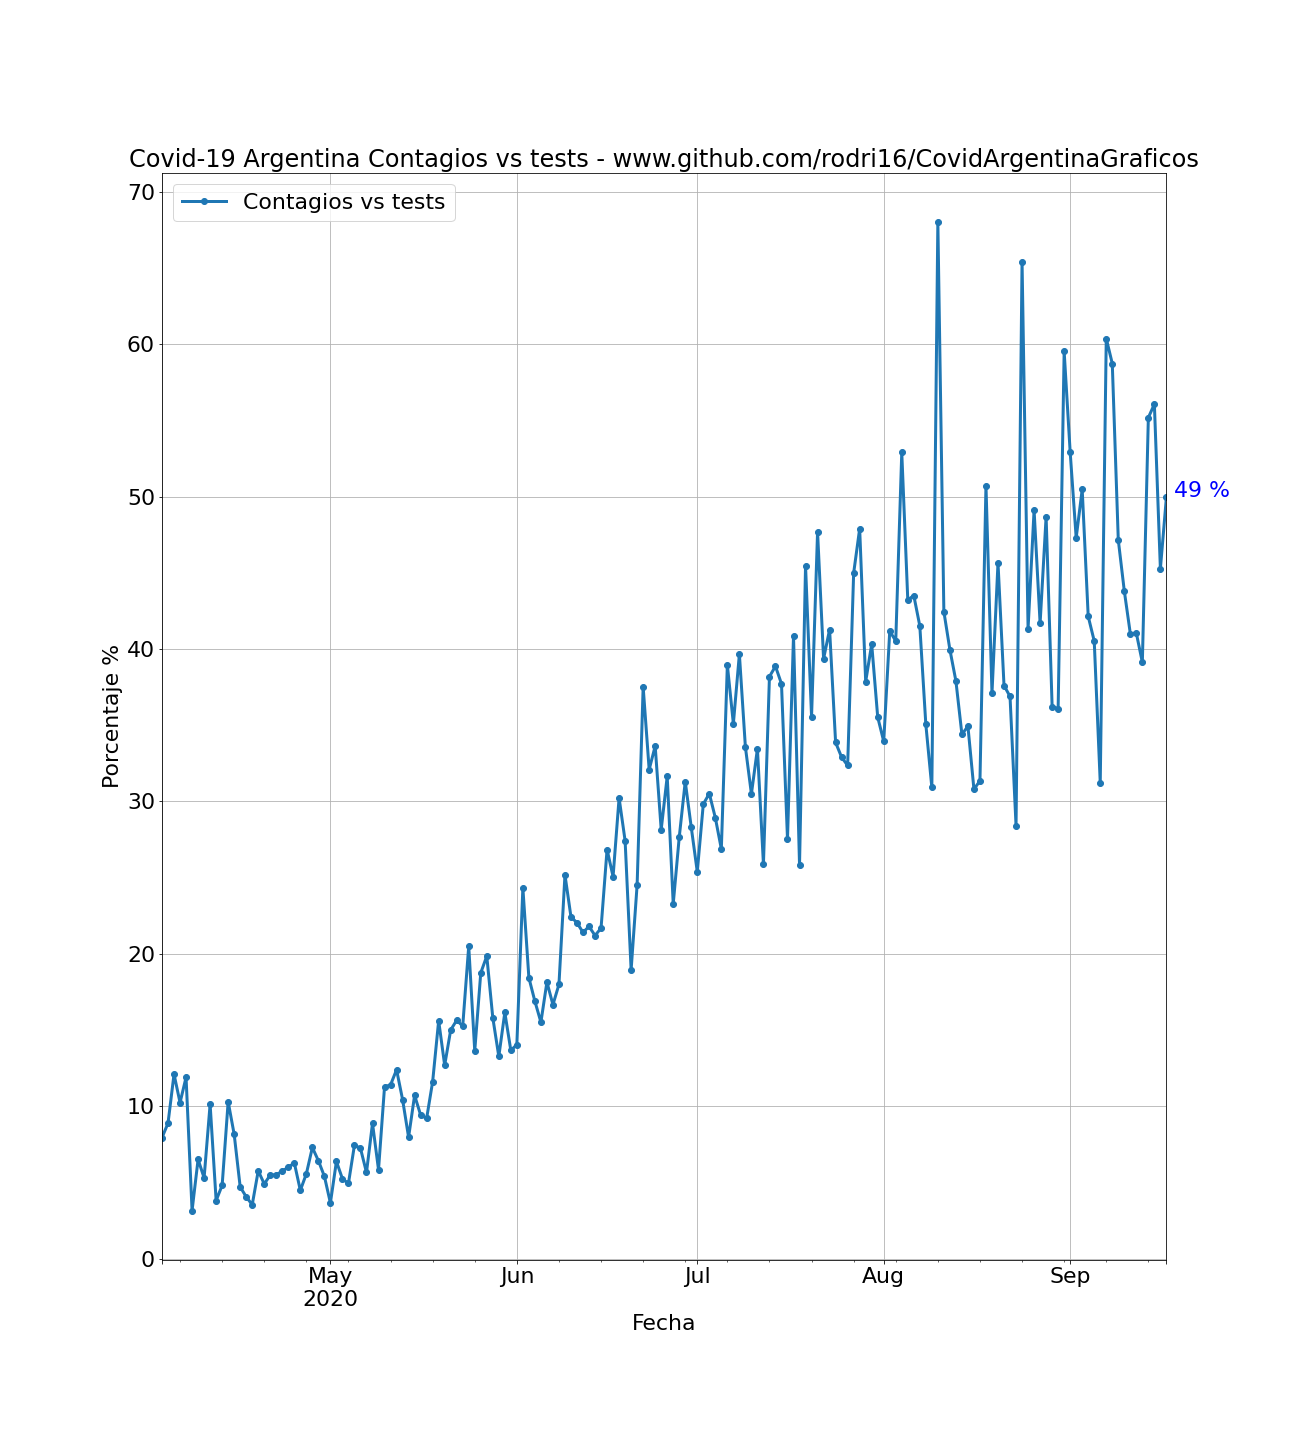 Covid-19 Argentina Contagios vs tests - www.github.com/rodri16/CovidArgentinaGraficos
70
Contagios vs tests
60
50
49 %
40
Porcentaje %
30
20
10
0
May
Jun
Jul
Aug
Sep
2020
Fecha